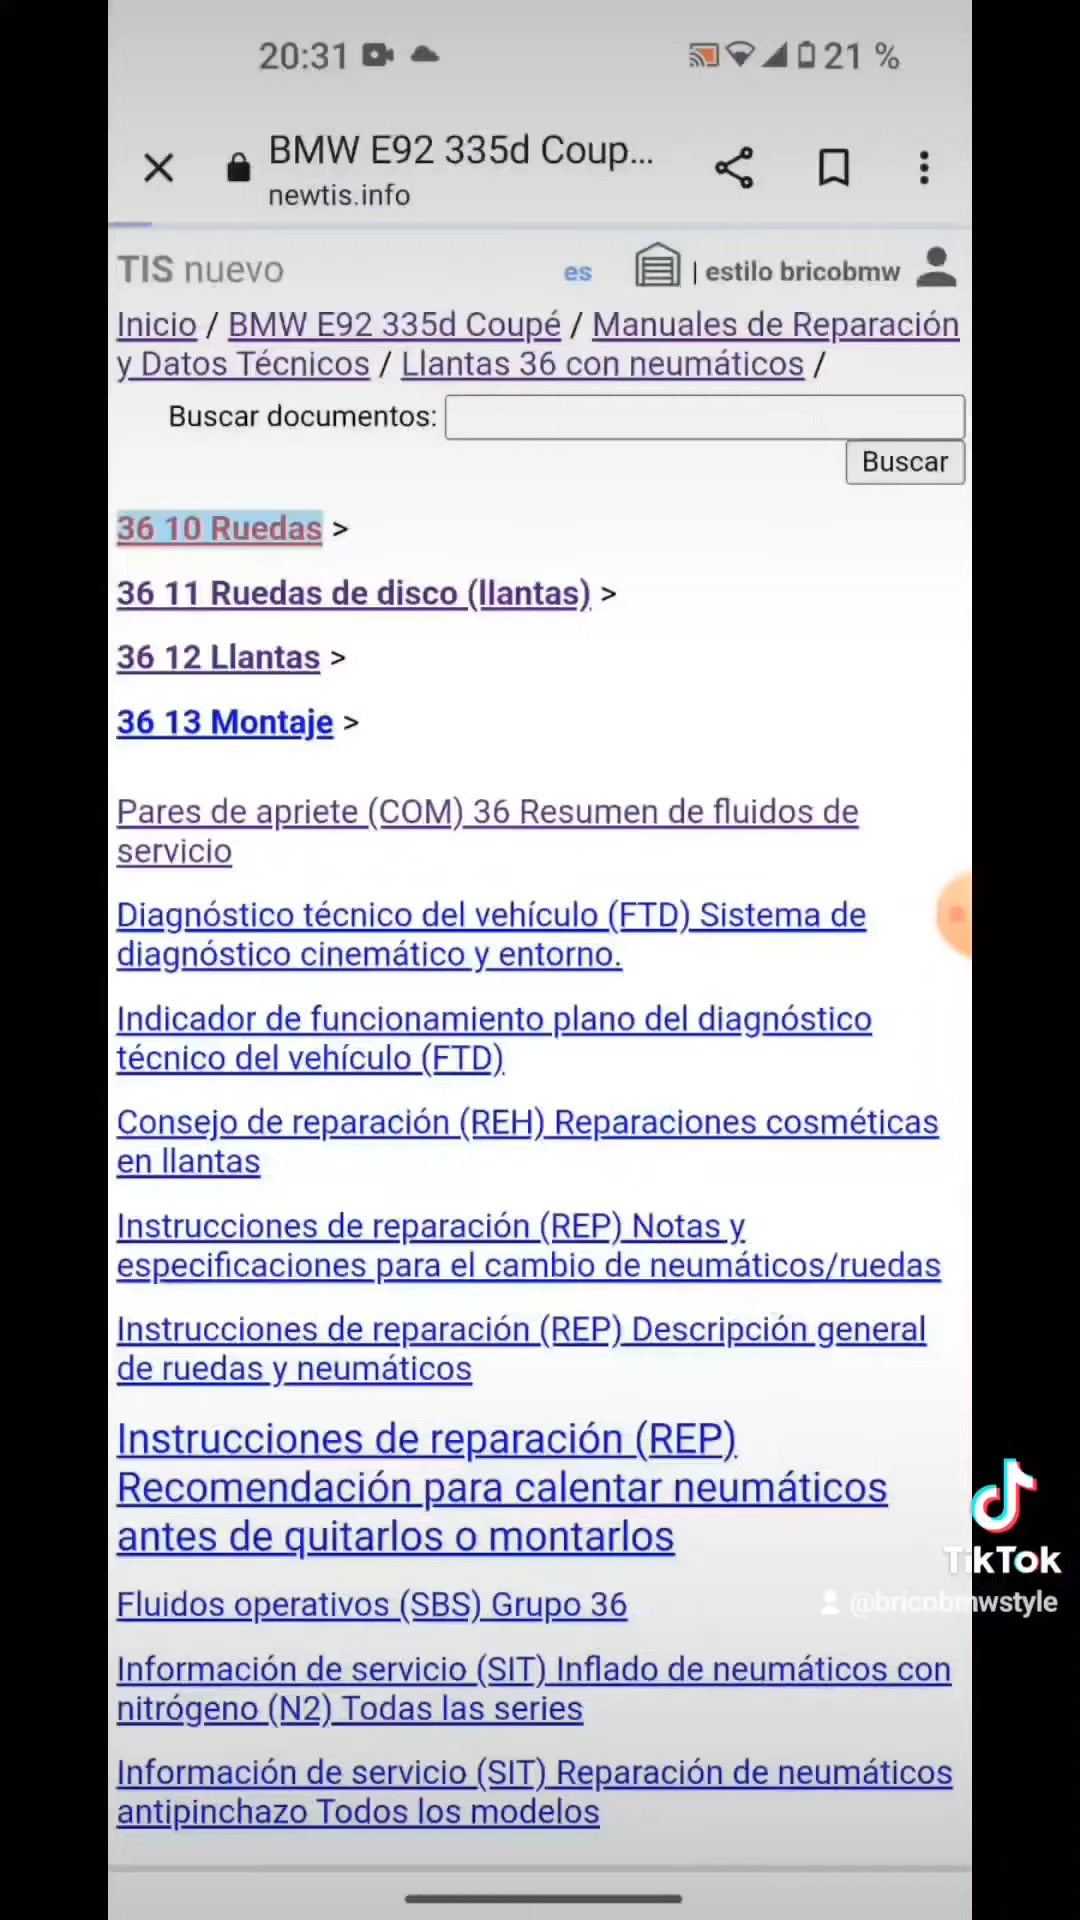 20:31
21 %
BMW E92 335d Coup...
newtis.info
TIS nuevo
es
| estilo bricobmw
Inicio / BMW E92 335d Coupé / Manuales de Reparación
y Datos Técnicos / Llantas 36 con neumáticos /
Buscar documentos:
Buscar
36 10 Ruedas >
36 11 Ruedas de disco (llantas) >
36 12 Llantas >
36 13 Montaje >
Pares de apriete (COM) 36 Resumen de fluidos de
servicio
Diagnóstico técnico del vehículo (FTD) Sistema de
diagnóstico cinemático y entorno.
Indicador de funcionamiento plano del diagnóstico
técnico del vehículo (FTD)
Consejo de reparación (REH) Reparaciones cosméticas
en llantas
Instrucciones de reparación (REP) Notas y
especificaciones para el cambio de neumáticos/ruedas
Instrucciones de reparación (REP) Descripción general
de ruedas y neumáticos
Instrucciones de reparación (REP)
Recomendación para calentar neumáticos
antes de quitarlos o montarlos
Fluidos operativos (SBS) Grupo 36
Información de servicio (SIT) Inflado de neumáticos con
nitrógeno (N2) Todas las series
Información de servicio (SIT) Reparación de neumáticos
antipinchazo Todos los modelos
TikTok
@bricobmwstyle